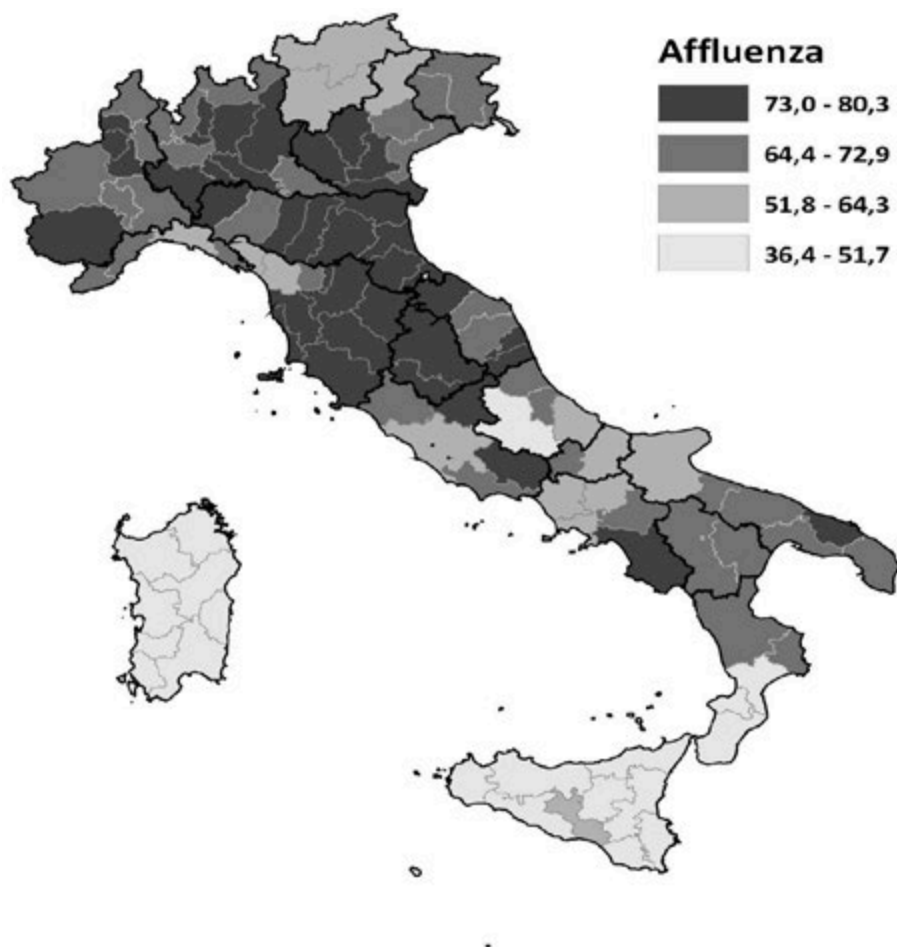 Affluenza
73,0 - 80,3
64,4 - 72,9
51,8 - 64,3
36,4 - 51,7